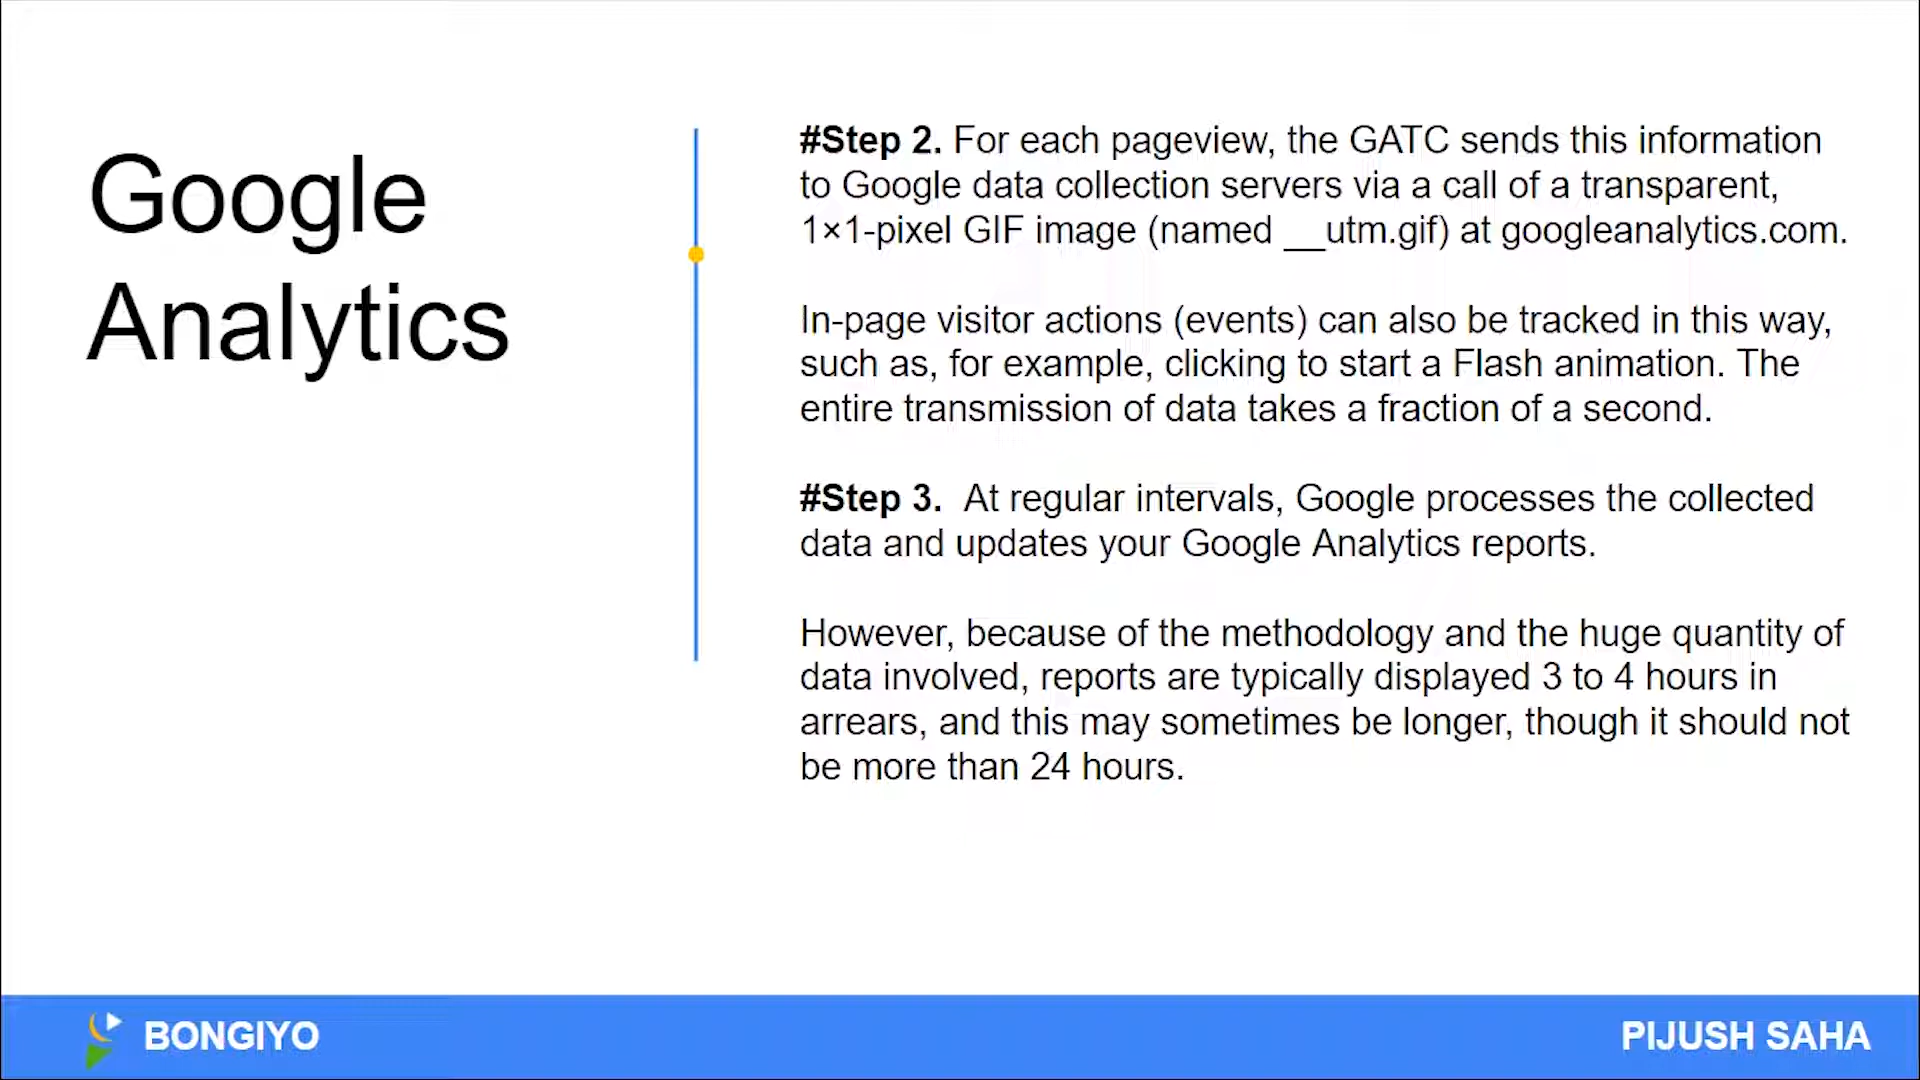 Google
Analytics
#Step 2. For each pageview, the GATC sends this information
to Google data collection servers via a call of a transparent,
1×1-pixel GIF image (named __utm.gif) at googleanalytics.com.
In-page visitor actions (events) can also be tracked in this way,
such as, for example, clicking to start a Flash animation. The
entire transmission of data takes a fraction of a second.
#Step 3. At regular intervals, Google processes the collected
data and updates your Google Analytics reports.
However, because of the methodology and the huge quantity of
data involved, reports are typically displayed 3 to 4 hours in
arrears, and this may sometimes be longer, though it should not
be more than 24 hours.
BONGIYO
PIJUSH SAHA